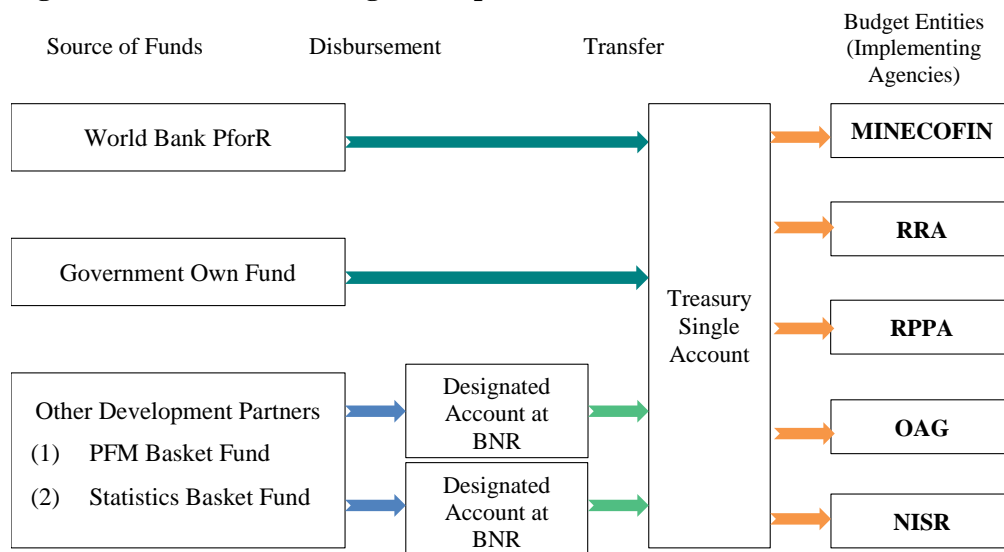 Source of Funds
Disbursement
Transfer
Budget Entities
(Implementing
Agencies)
World Bank PforR
Government Own Fund
Other Development Partners
(1) PFM Basket Fund
(2) Statistics Basket Fund
Designated
Account at
BNR
Designated
Account at
BNR
Treasury
Single
Account
MINECOFIN
RRA
RPPA
OAG
NISR